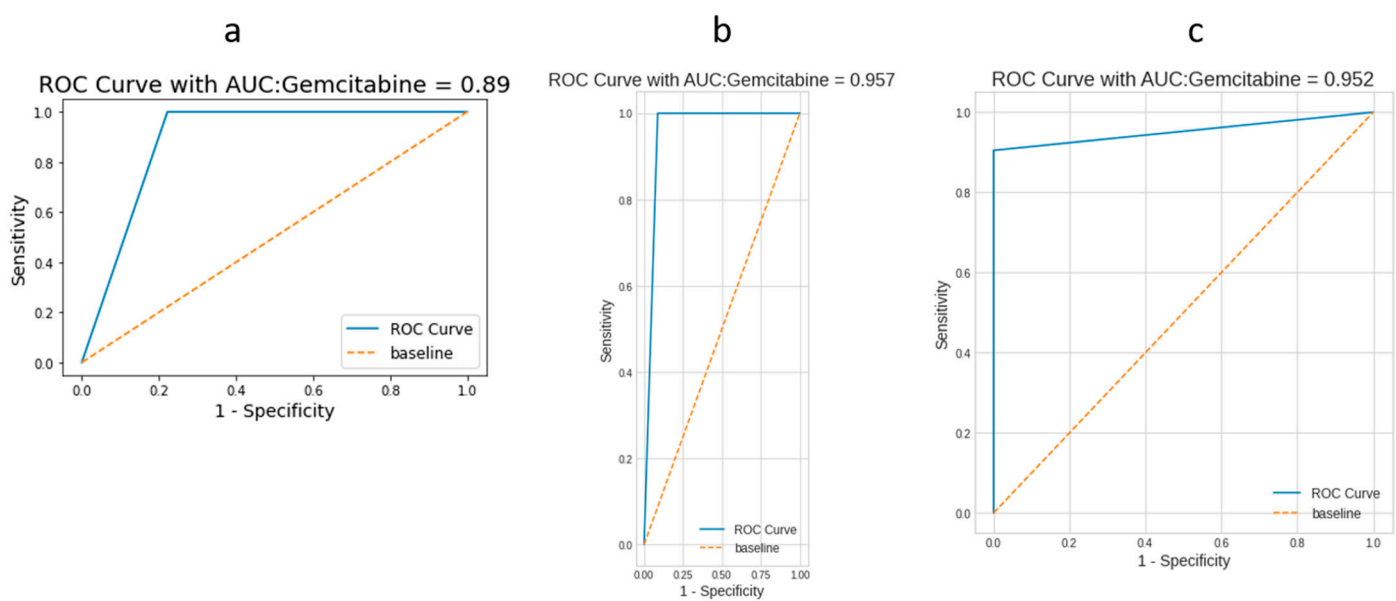 a
ROC Curve with AUC:Gemcitabine = 0.89
1.0
0.8
0.6
0.4
0.2
0.0
Sensitivity
ROC Curve
baseline
0.0 0.2 0.4 0.6 0.8 1.0
1 - Specificity
b
ROC Curve with AUC:Gemcitabine = 0.957
1.0
0.8
0.6
0.4
0.2
0.0
Sensitivity
ROC Curve
baseline
0.00 0.25 0.50 0.75 1.00
1 - Specificity
c
ROC Curve with AUC:Gemcitabine = 0.952
1.0
0.8
0.6
0.4
0.2
0.0
Sensitivity
ROC Curve
baseline
0.0 0.2 0.4 0.6 0.8 1.0
1 - Specificity